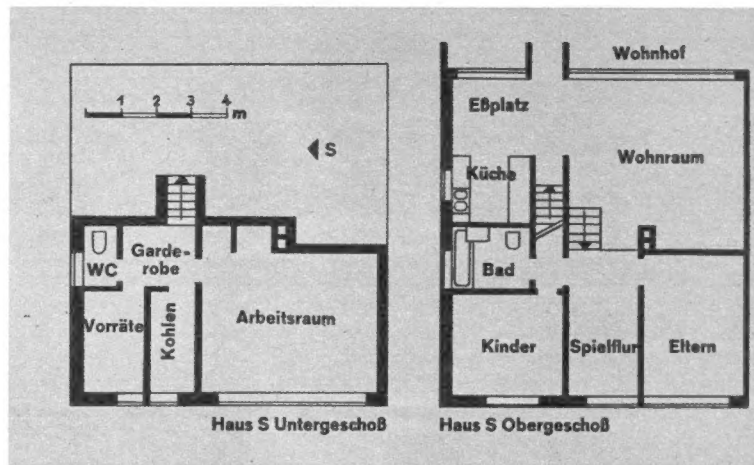 1 2 3 4
m
S
Garde-
robe
WC
Vorräte
Kohlen
Arbeitsraum
Haus S Untergeschoß
Wohnhof
Eßplatz
Küche
Wohnraum
Bad
Kinder
Spielflur
Eltern
Haus S Obergeschoß